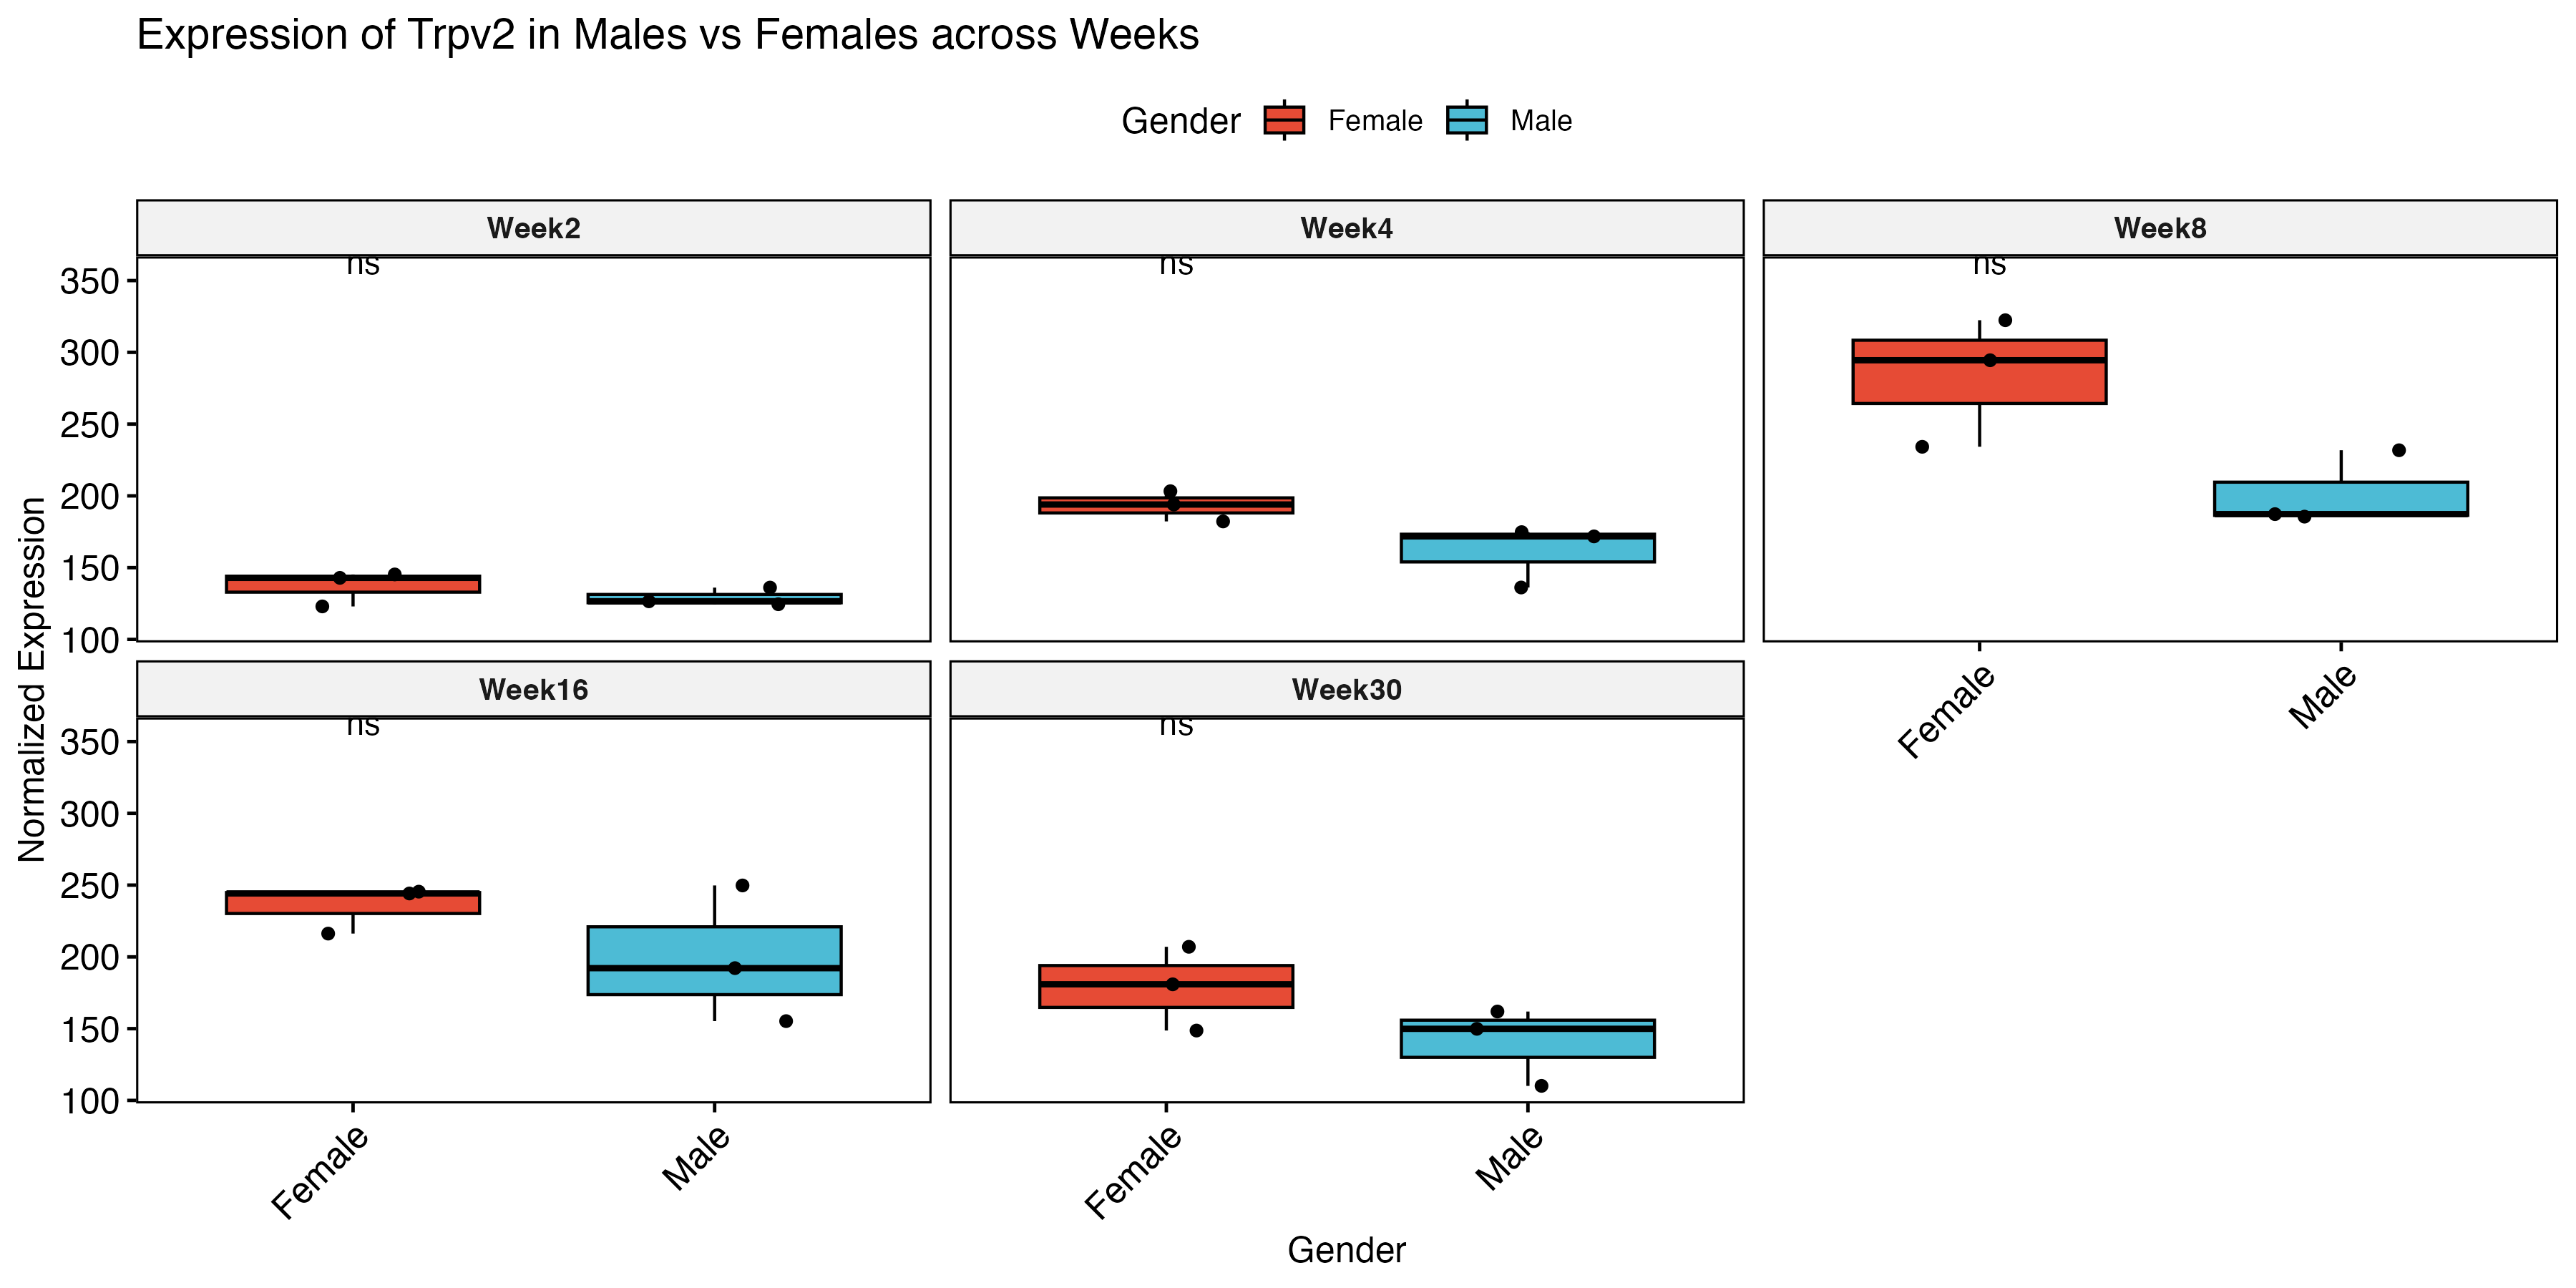 Expression of Trpv2 in Males vs Females across Weeks
Gender Female Male
Week2 Week4 Week8
ns ns ns
350
300
250
200
150
100
Normalized Expression
Female Male
Week16 Week30
ns ns
350
300
250
200
150
100
Female Male Female Male
Gender